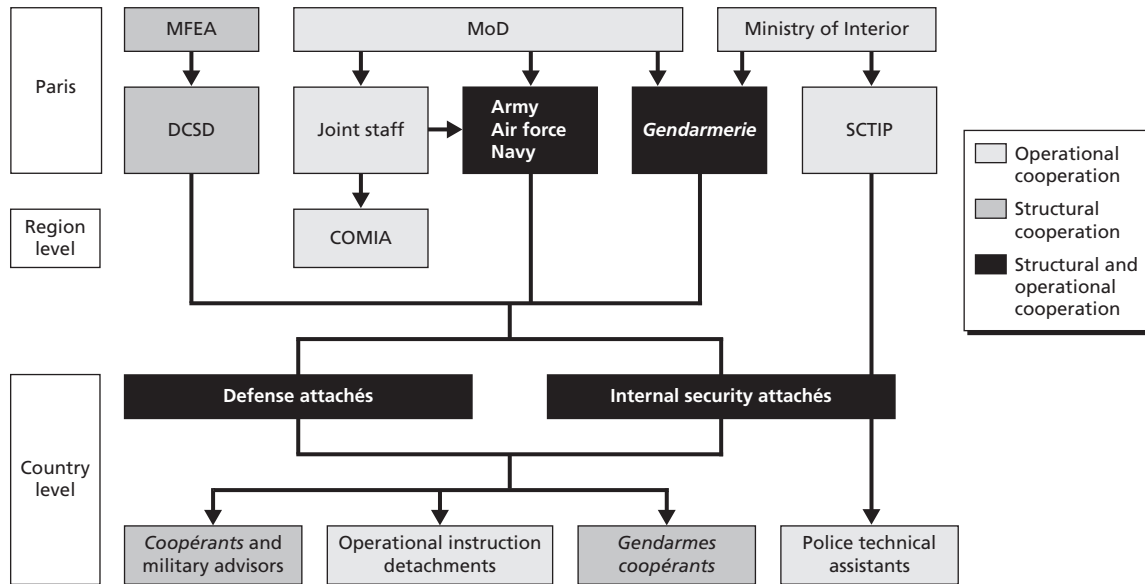 MFEA
MoD
Ministry of Interior
Paris
DCSD
Joint staff
Army
Air force
Navy
Gendarmerie
SCTIP
Operational
cooperation
Structural
cooperation
Structural and
operational
cooperation
Region
level
COMIA
Defense attachés
Internal security attachés
Country
level
Coopérants and
military advisors
Operational instruction
detachments
Gendarmes
coopérants
Police technical
assistants